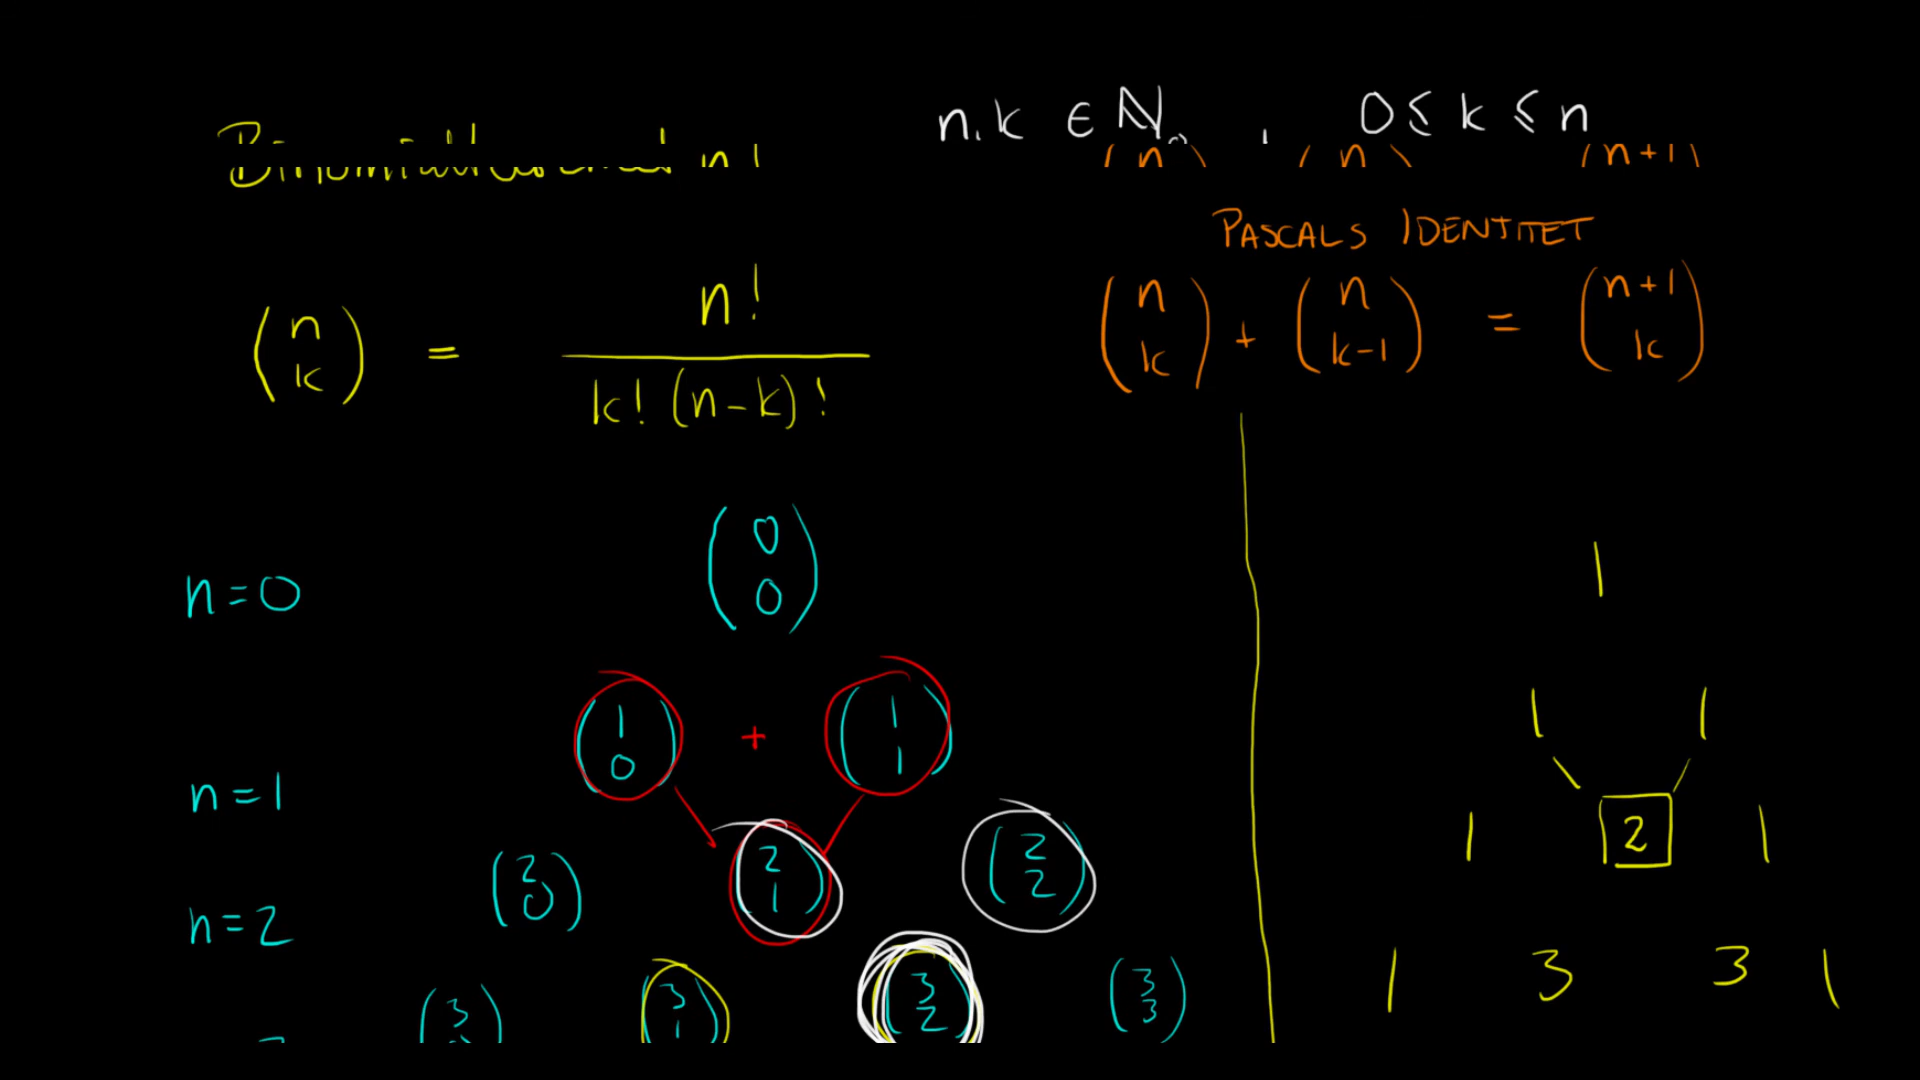 n, k ∈ ℕ₀ , 0 ≤ k ≤ n
PASCALS IDENTITET
(n k) = n! / k! (n-k)!
(n k) + (n k-1) = (n+1 k)
n=0 (0 0)
1
n=1 (1 0) + (1 1)
1 1
n=2 (2 0) (2 1) (2 2)
1 2 1
(3 1) (3 2) (3 3)
1 3 3 1